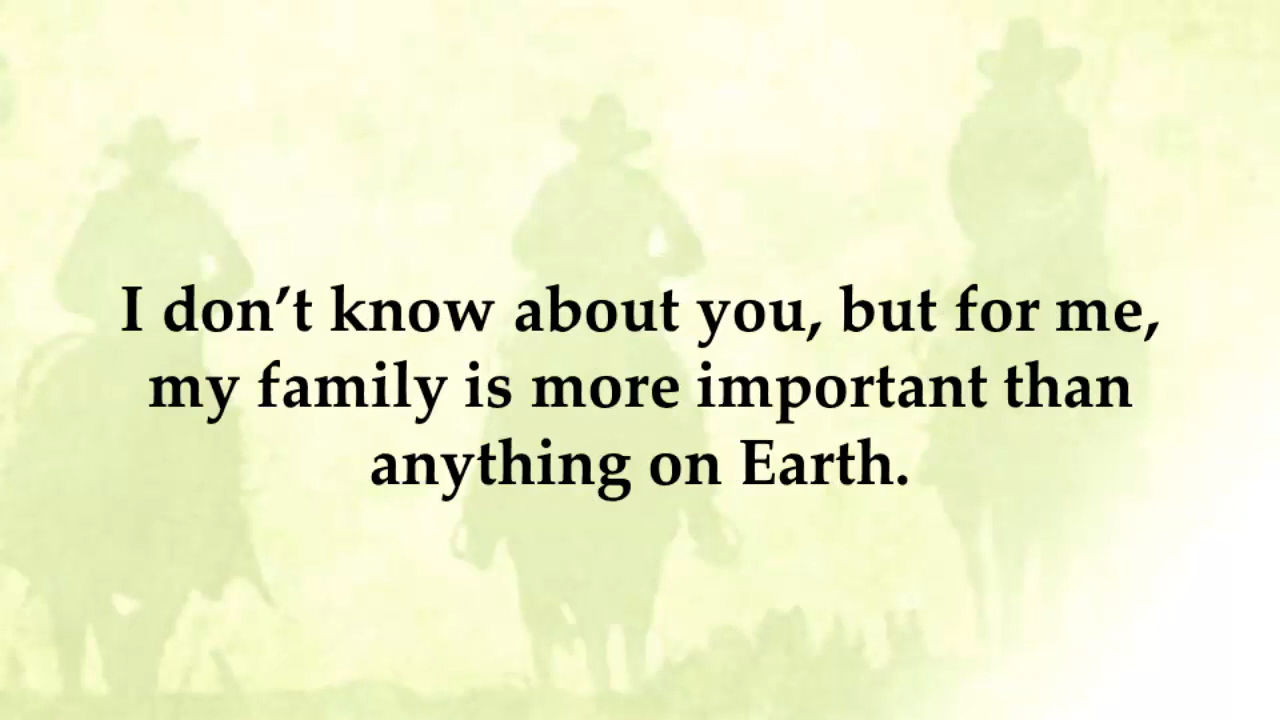 I don’t know about you, but for me,
my family is more important than
anything on Earth.